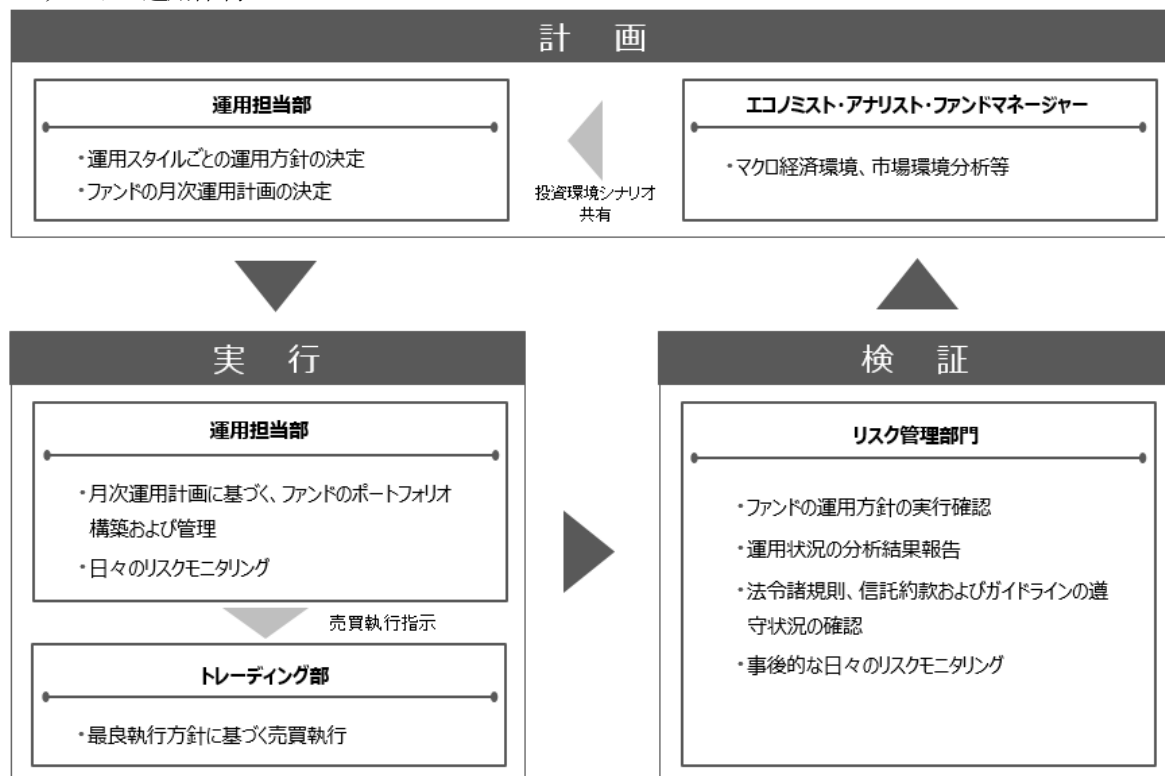 計 画
運用担当部
・運用スタイルごとの運用方針の決定
・ファンドの月次運用計画の決定
投資環境シナリオ
共有
エコノミスト・アナリスト・ファンドマネージャー
・マクロ経済環境、市場環境分析等
実 行
運用担当部
・月次運用計画に基づく、ファンドのポートフォリオ
構築および管理
・日々のリスクモニタリング
売買執行指示
トレーディング部
・最良執行方針に基づく売買執行
検 証
リスク管理部門
・ファンドの運用方針の実行確認
・運用状況の分析結果報告
・法令諸規則、信託約款およびガイドラインの遵
守状況の確認
・事後的な日々のリスクモニタリング